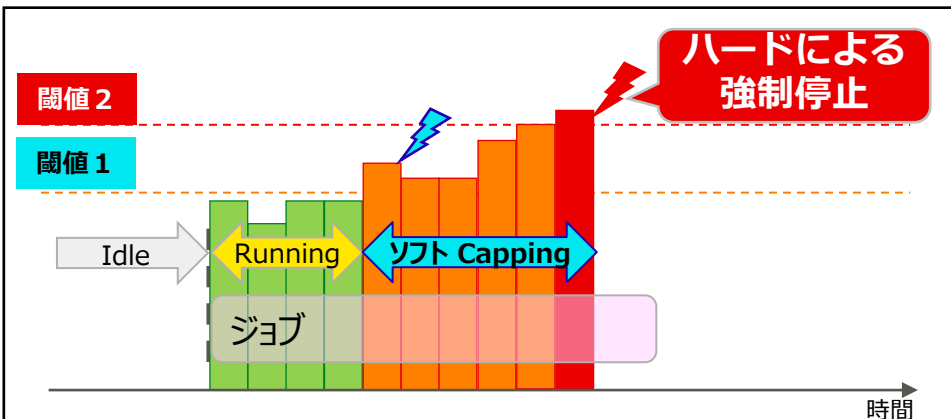 ハードによる
強制停止
閾値２
閾値１
Idle
Running
ソフト Capping
ジョブ
時間